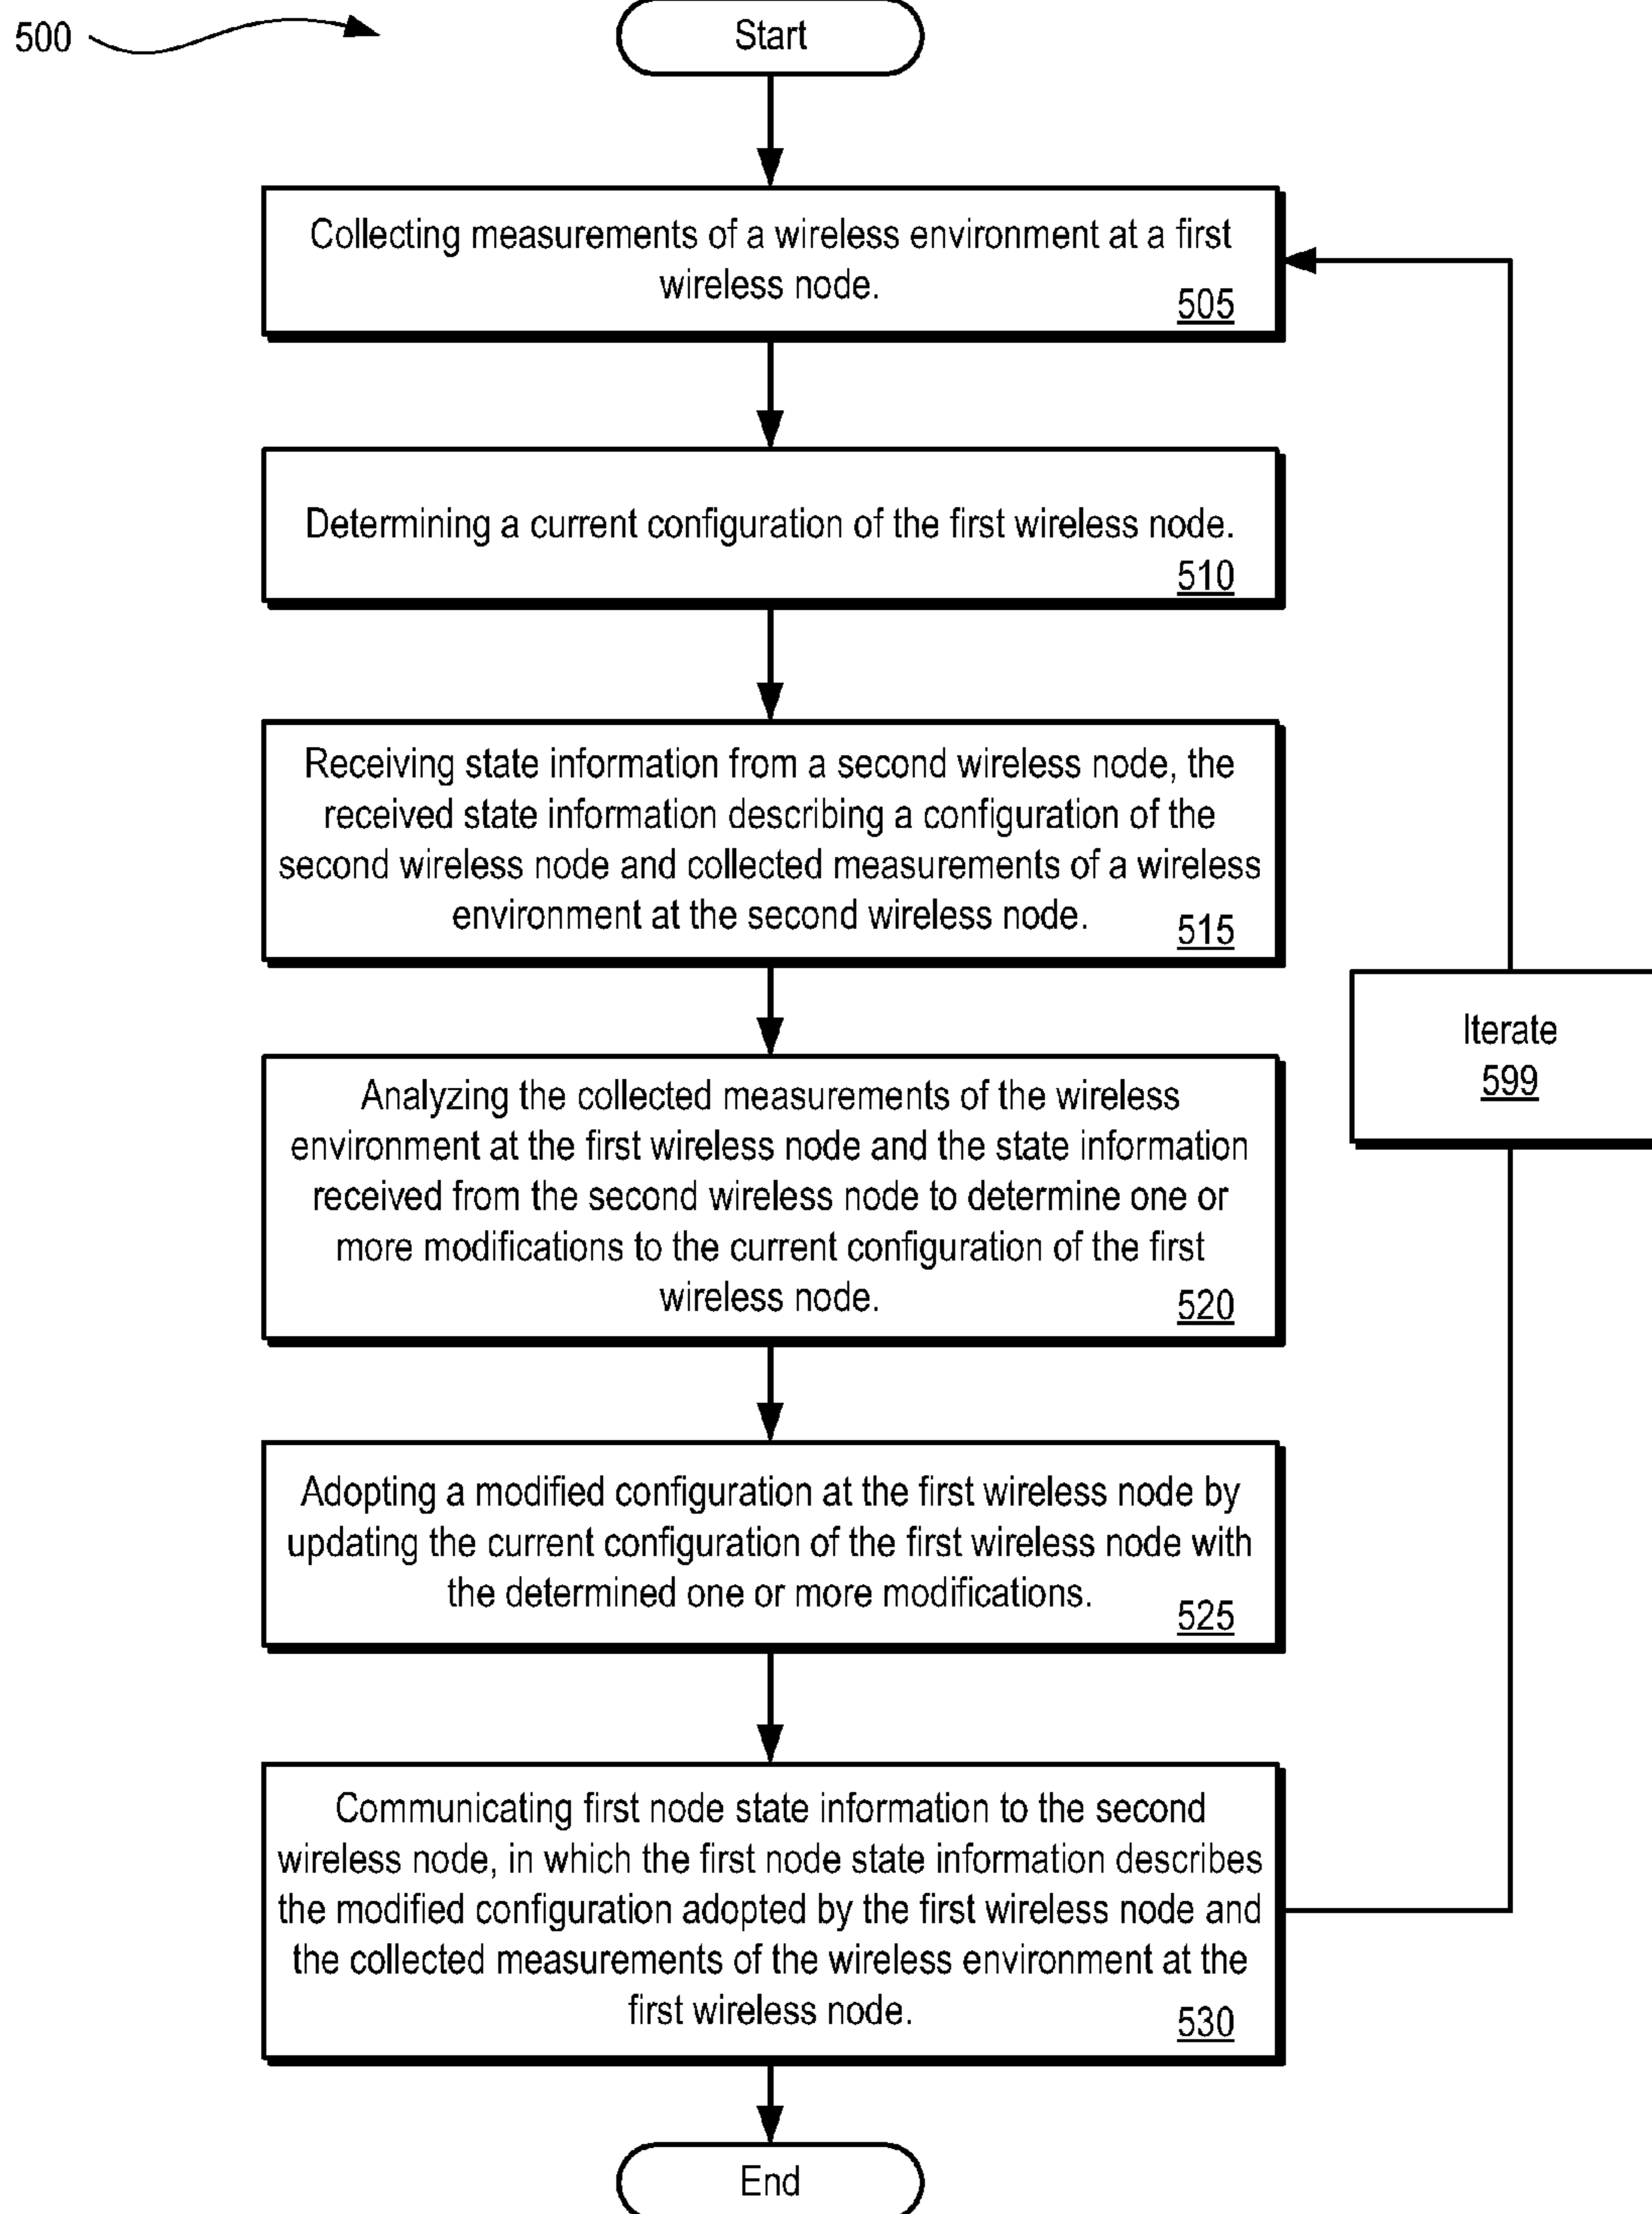 500
Start
Collecting measurements of a wireless environment at a first
wireless node.
505
Determining a current configuration of the first wireless node.
510
Receiving state information from a second wireless node, the
received state information describing a configuration of the
second wireless node and collected measurements of a wireless
environment at the second wireless node.
515
Iterate
599
Analyzing the collected measurements of the wireless
environment at the first wireless node and the state information
received from the second wireless node to determine one or
more modifications to the current configuration of the first
wireless node.
520
Adopting a modified configuration at the first wireless node by
updating the current configuration of the first wireless node with
the determined one or more modifications.
525
Communicating first node state information to the second
wireless node, in which the first node state information describes
the modified configuration adopted by the first wireless node and
the collected measurements of the wireless environment at the
first wireless node.
530
End